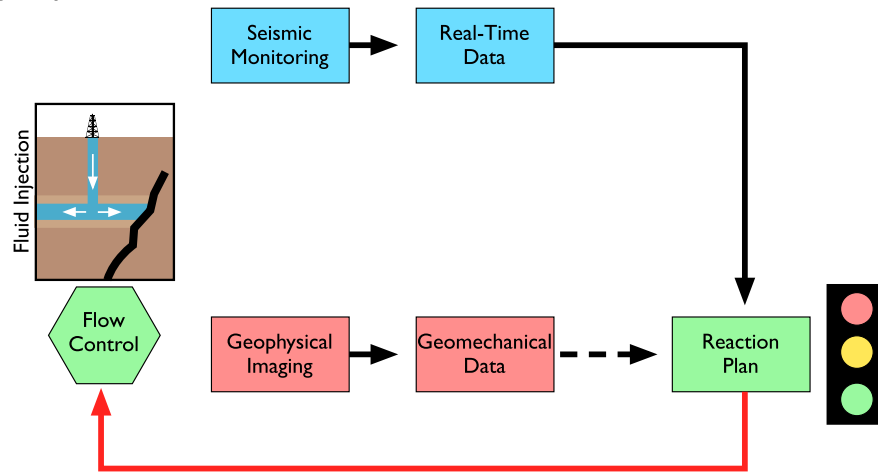 Seismic
Monitoring
Real-Time
Data
Fluid Injection
Flow
Control
Geophysical
Imaging
Geomechanical
Data
Reaction
Plan